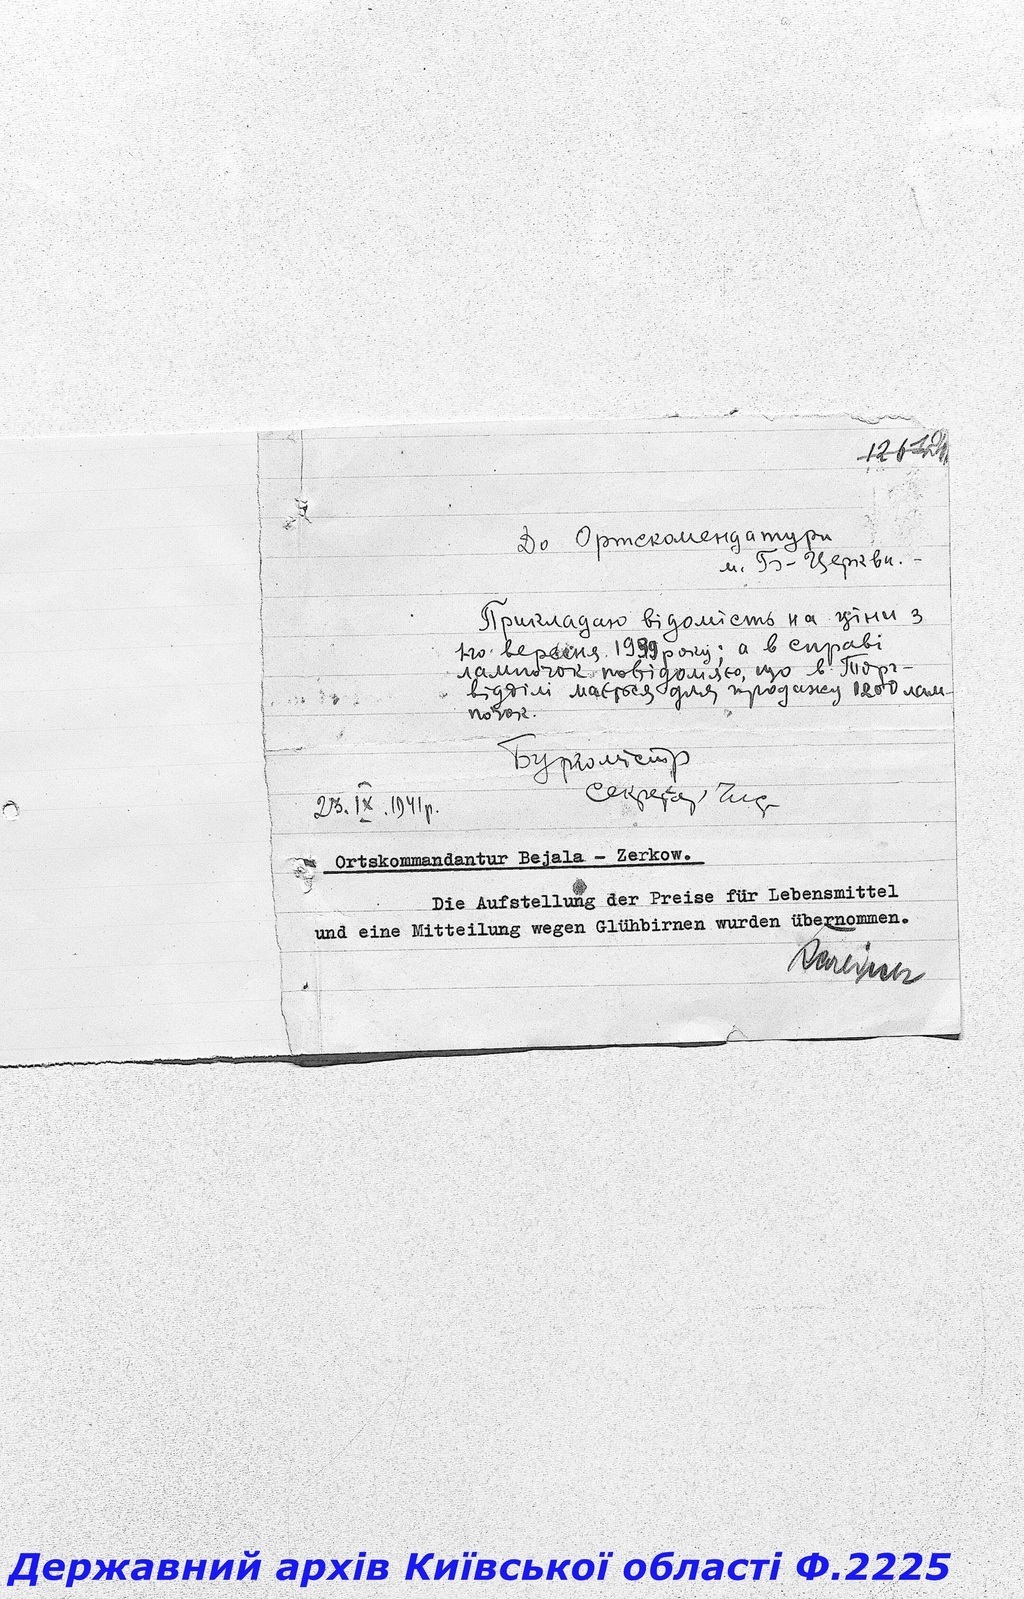 До Ортскомендатури
м. Б-Церкви. -
Прикладаю відомість на ціни з
1го вересня 1939 року; а в справі
лампочок повідомляю, що в Торг-
відділі мається для продажу 1200 лам-
почок.
Бургомістр
Секретар
23.IX.1941р.
Ortskommandantur Bejala - Zerkow.
Die Aufstellung der Preise für Lebensmittel
und eine Mitteilung wegen Glühbirnen wurden übernommen.
Державний архів Київської області Ф.2225